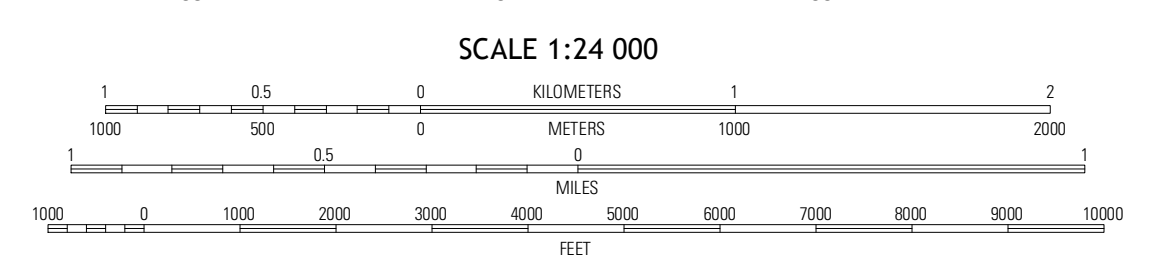 SCALE 1:24 000
1 0.5 0 KILOMETERS 1 2
1000 500 0 METERS 1000 2000
1 0.5 0 1
MILES
1000 0 1000 2000 3000 4000 5000 6000 7000 8000 9000 10000
FEET